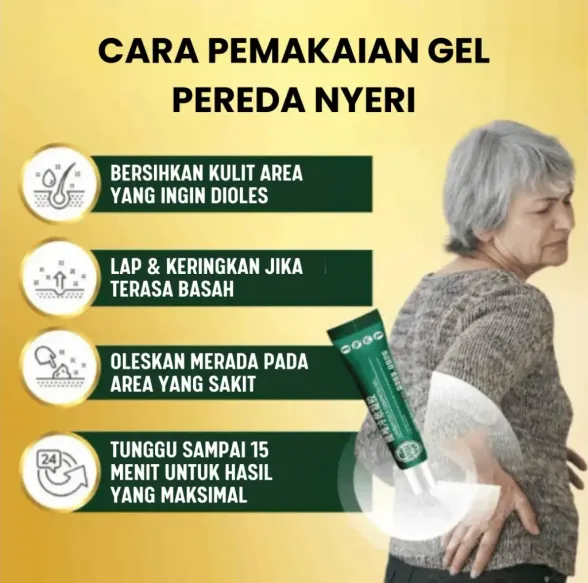 CARA PEMAKAIAN GEL
PEREDA NYERI
BERSIHKAN KULIT AREA
YANG INGIN DIOLES
LAP & KERINGKAN JIKA
TERASA BASAH
OLESKAN MERADA PADA
AREA YANG SAKIT
24
TUNGGU SAMPAI 15
MENIT UNTUK HASIL
YANG MAKSIMAL